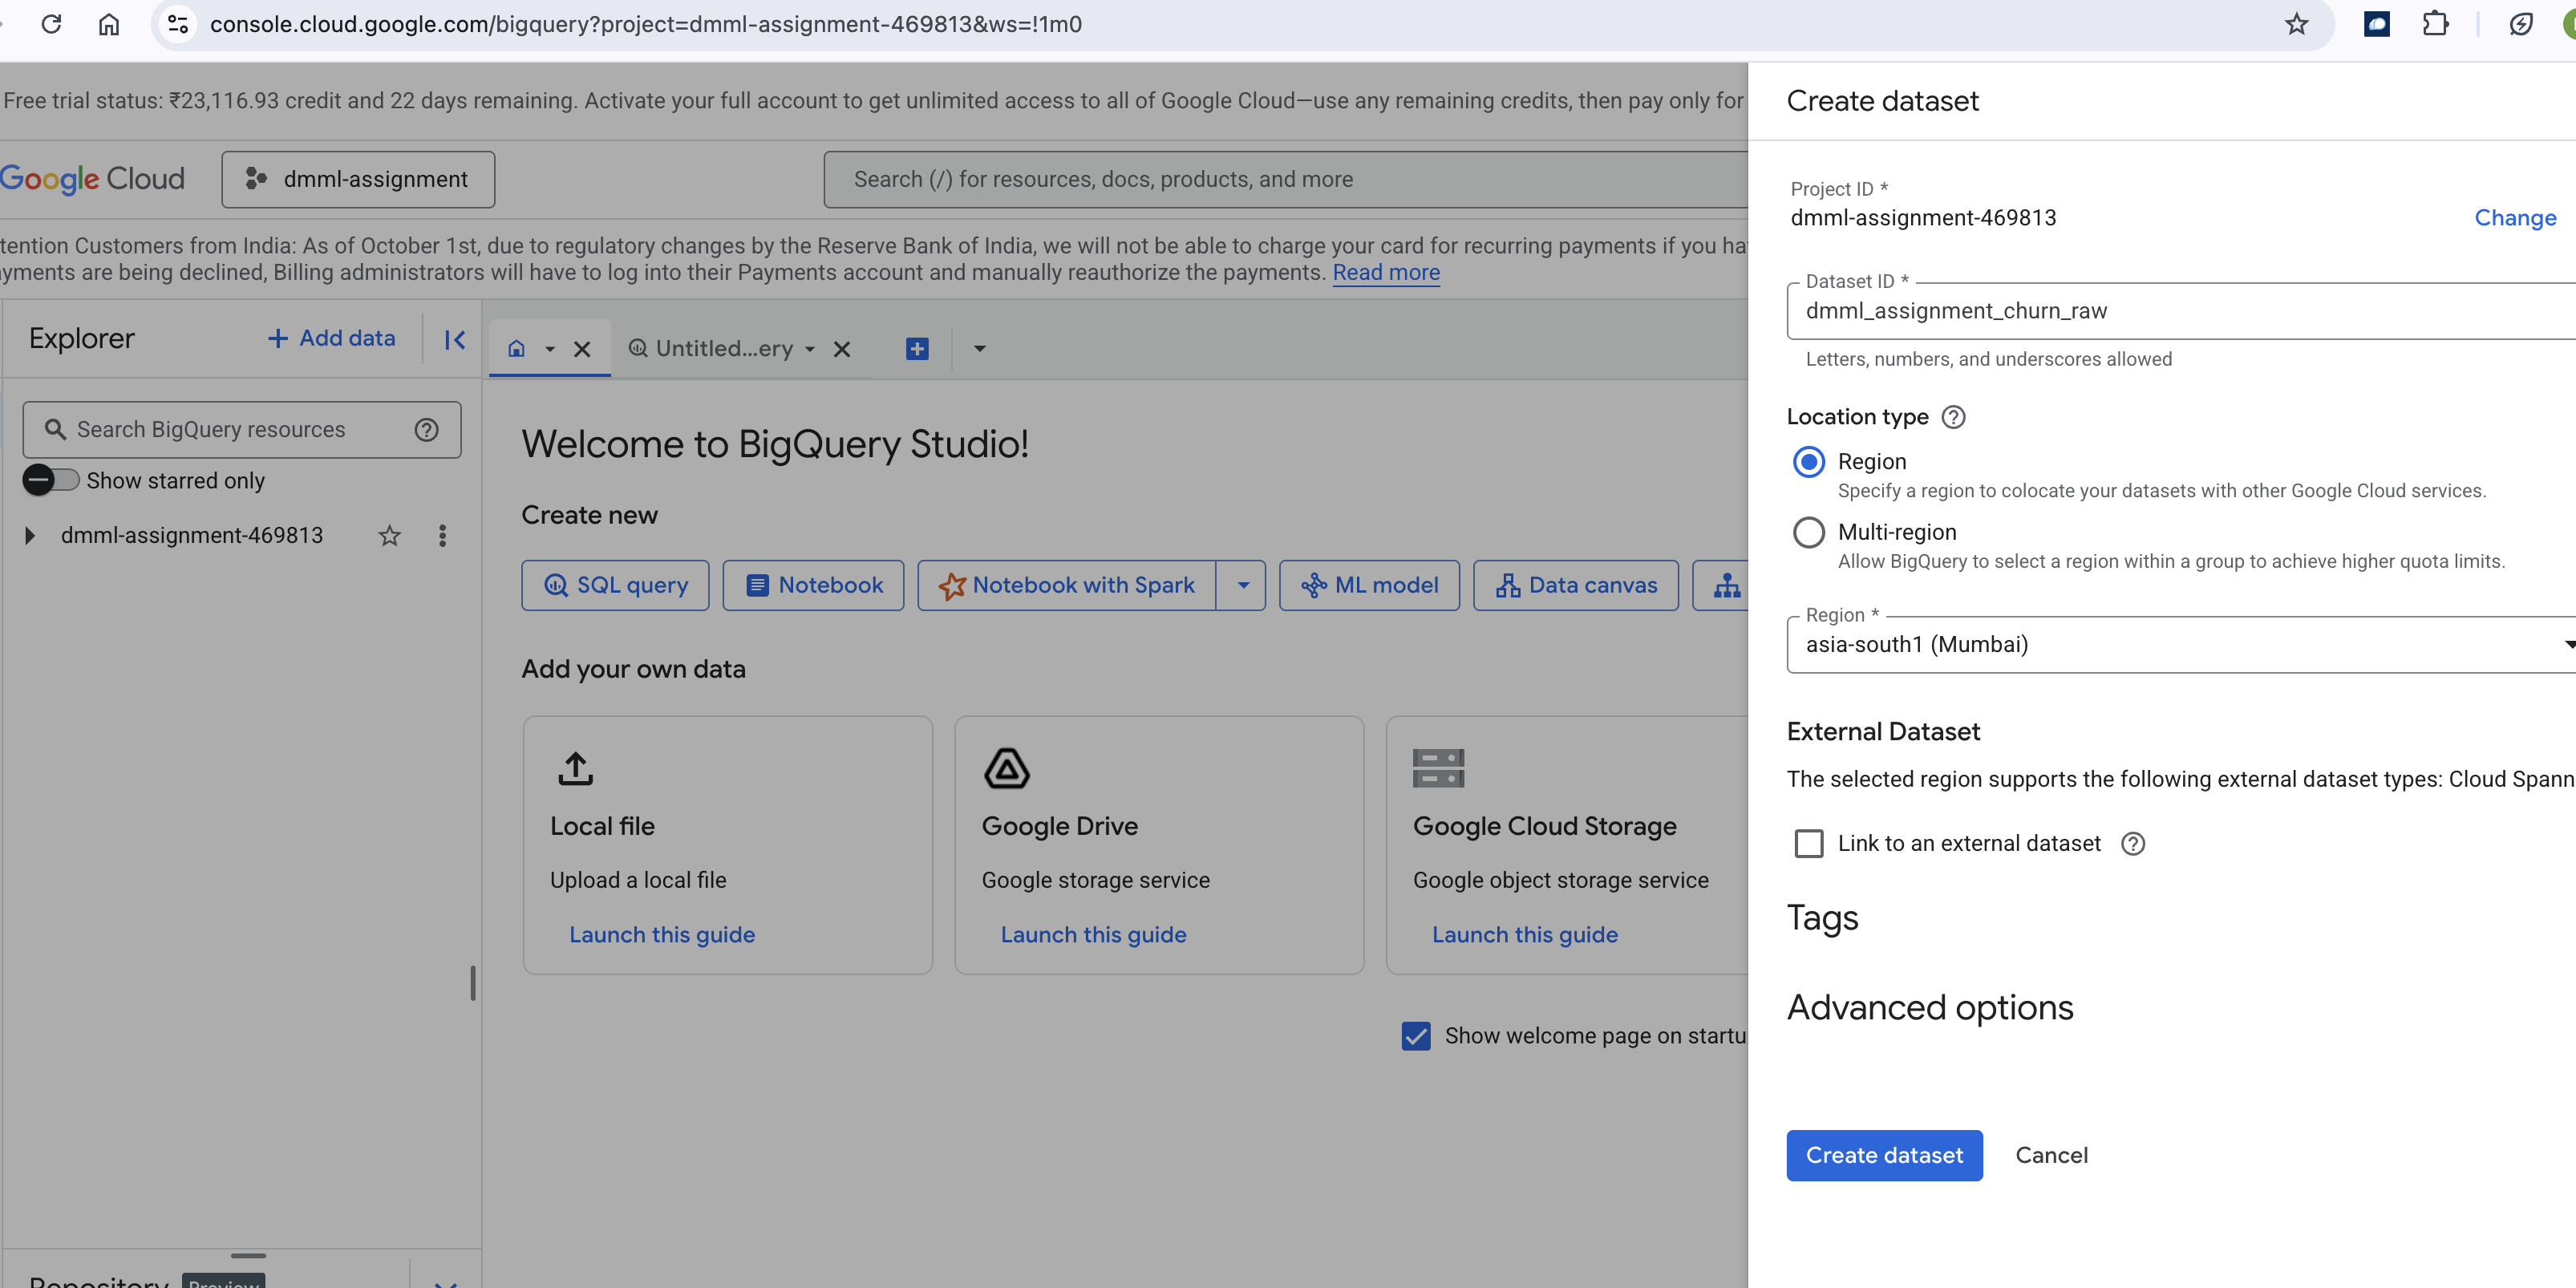 console.cloud.google.com/bigquery?project=dmml-assignment-469813&ws=!1m0
Free trial status: ₹23,116.93 credit and 22 days remaining. Activate your full account to get unlimited access to all of Google Cloud—use any remaining credits, then pay only for
Google Cloud
dmml-assignment
Search (/) for resources, docs, products, and more
tention Customers from India: As of October 1st, due to regulatory changes by the Reserve Bank of India, we will not be able to charge your card for recurring payments if you ha
yments are being declined, Billing administrators will have to log into their Payments account and manually reauthorize the payments. Read more
Explorer
Add data
Untitled...ery
Search BigQuery resources
Show starred only
dmml-assignment-469813
Welcome to BigQuery Studio!
Create new
SQL query
Notebook
Notebook with Spark
ML model
Data canvas
Add your own data
Local file
Upload a local file
Launch this guide
Google Drive
Google storage service
Launch this guide
Google Cloud Storage
Google object storage service
Launch this guide
Show welcome page on startu
Repository Preview
Create dataset
Project ID *
dmml-assignment-469813
Change
Dataset ID *
dmml_assignment_churn_raw
Letters, numbers, and underscores allowed
Location type
Region
Specify a region to colocate your datasets with other Google Cloud services.
Multi-region
Allow BigQuery to select a region within a group to achieve higher quota limits.
Region *
asia-south1 (Mumbai)
External Dataset
The selected region supports the following external dataset types: Cloud Spann
Link to an external dataset
Tags
Advanced options
Create dataset
Cancel